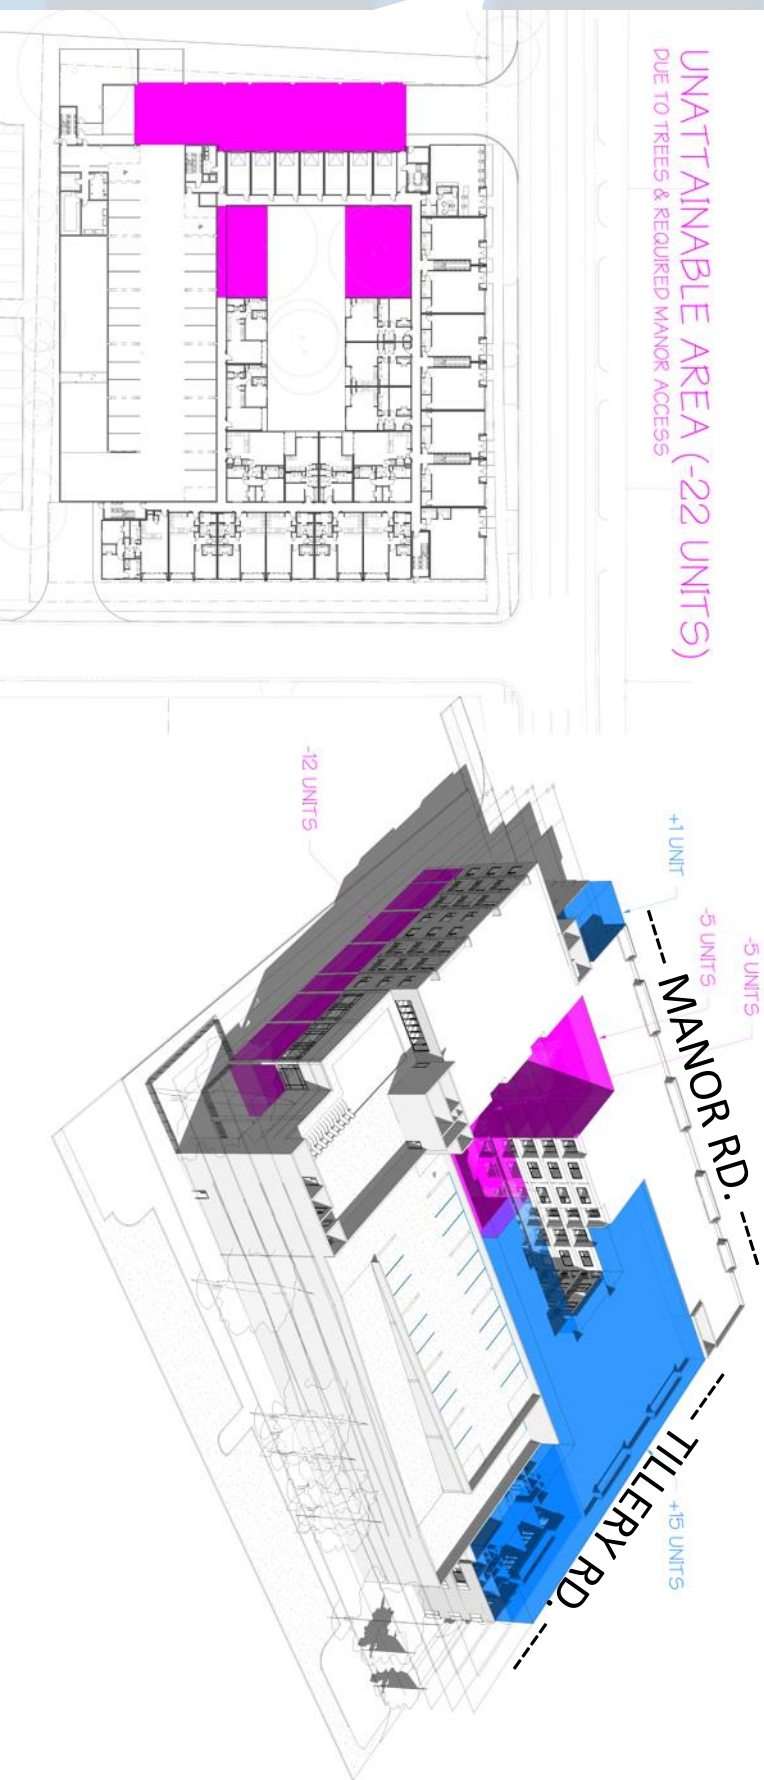 UNATTAINABLE AREA (-22 UNITS)
DUE TO TREES & REQUIRED MANOR ACCESS
-5 UNITS
-5 UNITS
+1 UNIT
-12 UNITS
---- MANOR RD. ----
---- TILLERY RD. ----
+15 UNITS